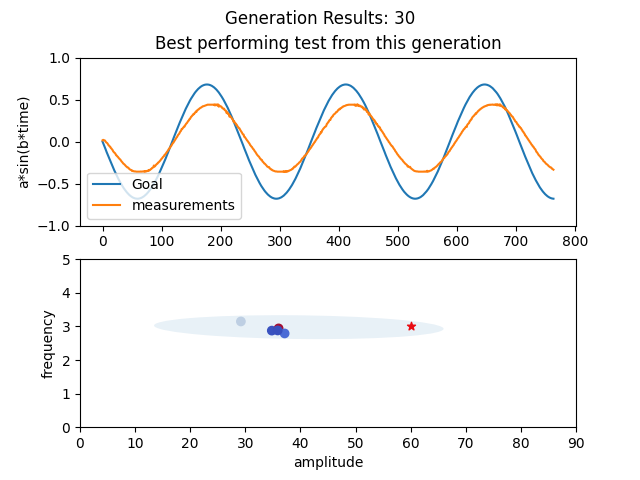 Generation Results: 30
Best performing test from this generation
1.0
0.5
0.0
−0.5
−1.0
a*sin(b*time)
Goal
measurements
0 100 200 300 400 500 600 700 800
5
4
3
2
1
0
frequency
0 10 20 30 40 50 60 70 80 90
amplitude